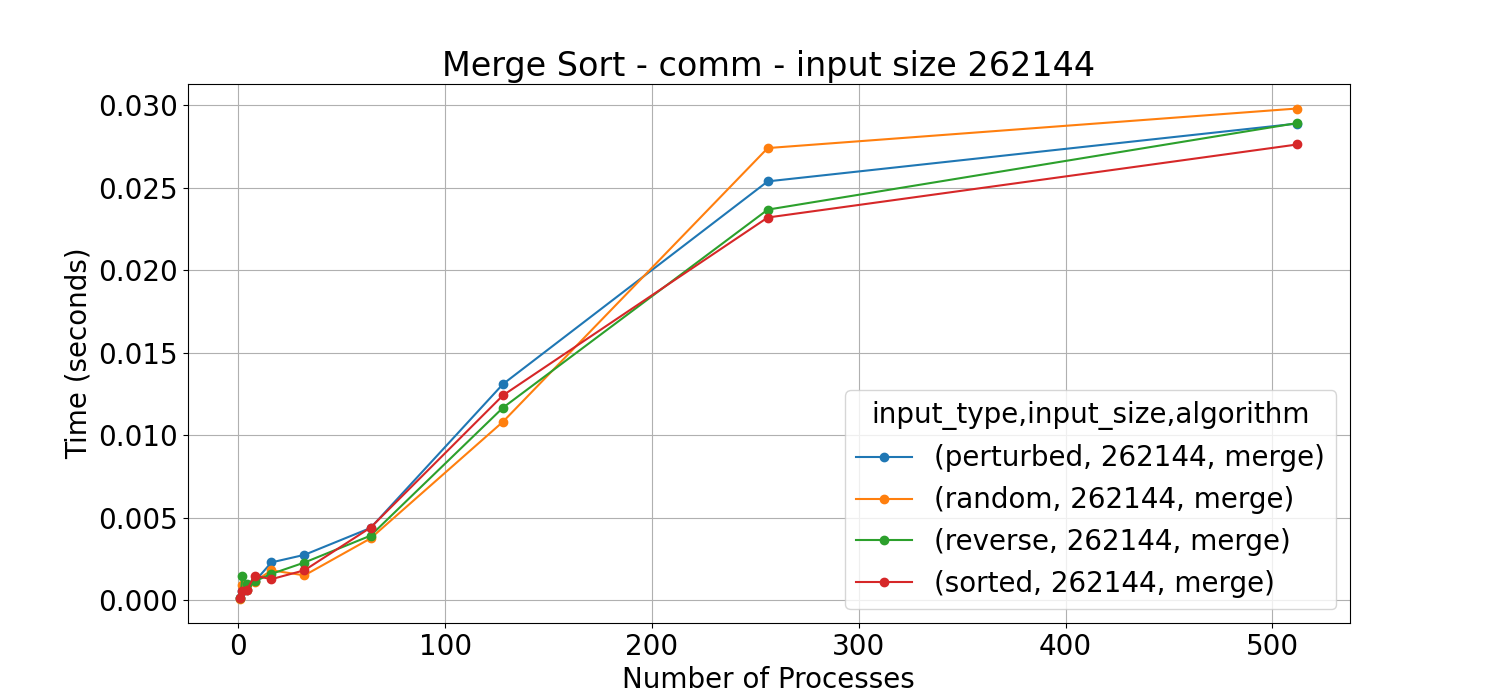 Merge Sort - comm - input size 262144
0.030
0.025
0.020
0.015
0.010
0.005
0.000
Time (seconds)
input_type,input_size,algorithm
(perturbed, 262144, merge)
(random, 262144, merge)
(reverse, 262144, merge)
(sorted, 262144, merge)
0 100 200 300 400 500
Number of Processes